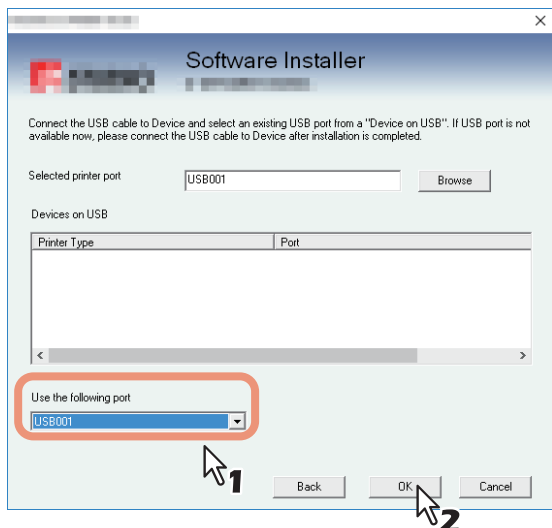 Software Installer
Connect the USB cable to Device and select an existing USB port from a "Device on USB". If USB port is not
available now, please connect the USB cable to Device after installation is completed.
Selected printer port
USB001
Browse
Devices on USB
Printer Type
Port
Use the following port
USB001
1
Back
OK
Cancel
2